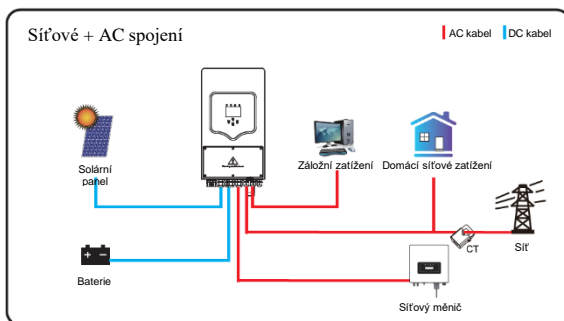 Síťové + AC spojení
AC kabel
DC kabel
Solární
panel
Záložní zatížení
Domácí síťové zatížení
CT
Síť
Baterie
Síťový měnič